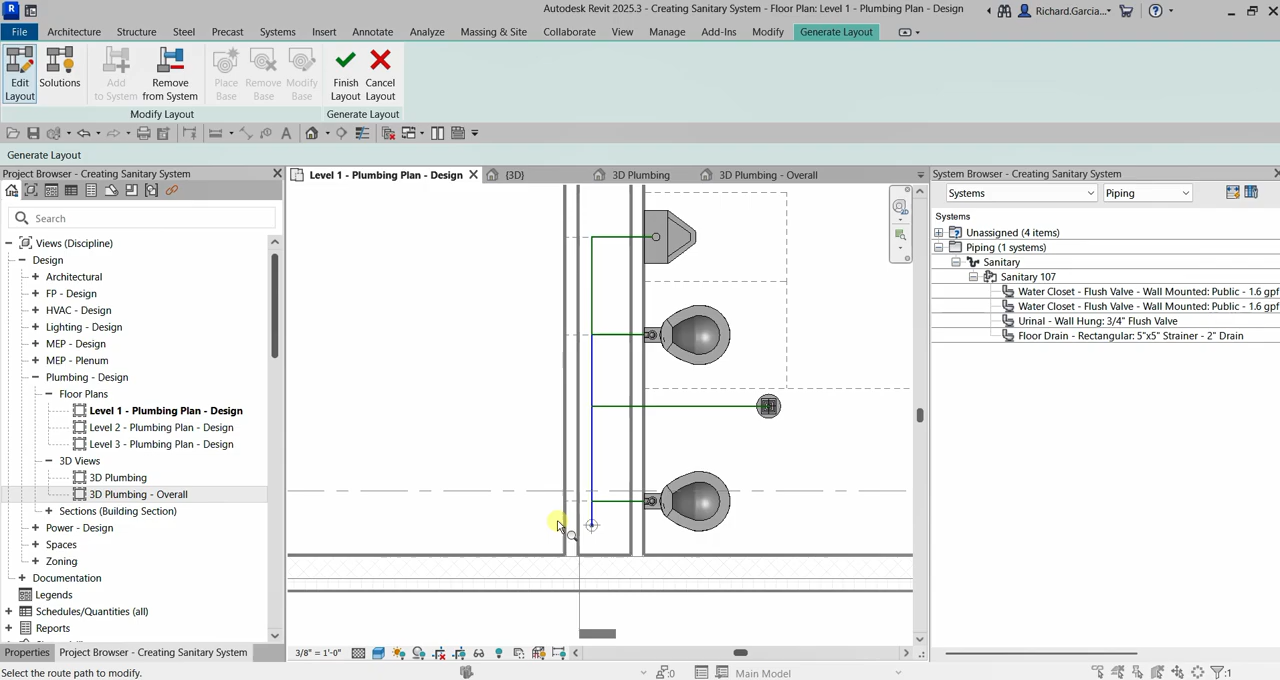 Autodesk Revit 2025.3 - Creating Sanitary System - Floor Plan: Level 1 - Plumbing Plan - Design
Richard.Garcia...
File Architecture Structure Steel Precast Systems Insert Annotate Analyze Massing & Site Collaborate View Manage Add-Ins Modify Generate Layout
Edit Layout
Solutions
Add to System
Remove from System
Place Base
Remove Base
Modify Base
Finish Layout
Cancel Layout
Modify Layout
Generate Layout
Generate Layout
Project Browser - Creating Sanitary System
Search
Views (Discipline)
Design
Architectural
FP - Design
HVAC - Design
Lighting - Design
MEP - Design
MEP - Plenum
Plumbing - Design
Floor Plans
Level 1 - Plumbing Plan - Design
Level 2 - Plumbing Plan - Design
Level 3 - Plumbing Plan - Design
3D Views
3D Plumbing
3D Plumbing - Overall
Sections (Building Section)
Power - Design
Spaces
Zoning
Documentation
Legends
Schedules/Quantities (all)
Reports
Properties
Project Browser - Creating Sanitary System
Level 1 - Plumbing Plan - Design
{3D}
3D Plumbing
3D Plumbing - Overall
3/8" = 1'-0"
System Browser - Creating Sanitary System
Systems
Piping
Systems
Unassigned (4 items)
Piping (1 systems)
Sanitary
Sanitary 107
Water Closet - Flush Valve - Wall Mounted: Public - 1.6 gpf
Water Closet - Flush Valve - Wall Mounted: Public - 1.6 gpf
Urinal - Wall Hung: 3/4" Flush Valve
Floor Drain - Rectangular: 5"x5" Strainer - 2" Drain
Select the route path to modify.
:0
Main Model
:1